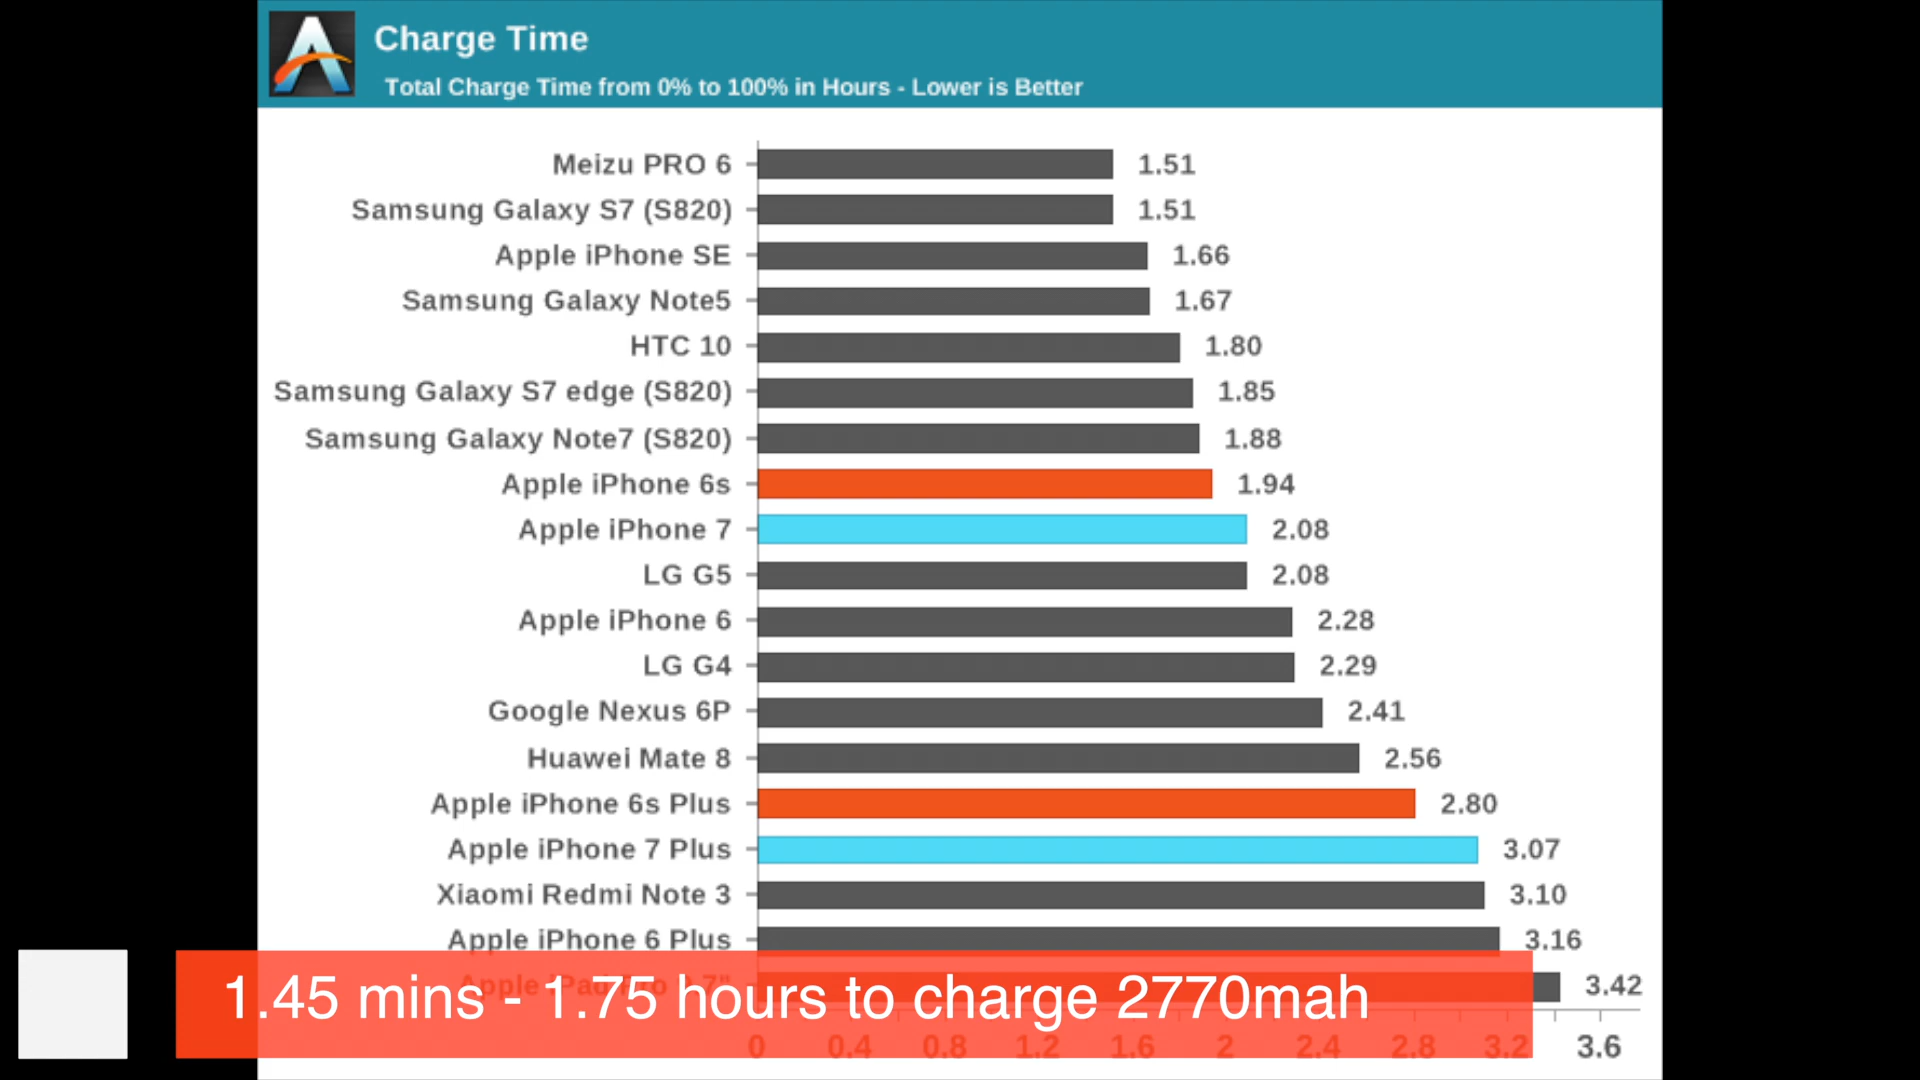 Charge Time
Total Charge Time from 0% to 100% in Hours - Lower is Better
Meizu PRO 6 1.51
Samsung Galaxy S7 (S820) 1.51
Apple iPhone SE 1.66
Samsung Galaxy Note5 1.67
HTC 10 1.80
Samsung Galaxy S7 edge (S820) 1.85
Samsung Galaxy Note7 (S820) 1.88
Apple iPhone 6s 1.94
Apple iPhone 7 2.08
LG G5 2.08
Apple iPhone 6 2.28
LG G4 2.29
Google Nexus 6P 2.41
Huawei Mate 8 2.56
Apple iPhone 6s Plus 2.80
Apple iPhone 7 Plus 3.07
Xiaomi Redmi Note 3 3.10
Apple iPhone 6 Plus 3.16
Apple iPad Pro 3.42
1.45 mins - 1.75 hours to charge 2770mah
0 0.4 0.8 1.2 1.6 2 2.4 2.8 3.2 3.6